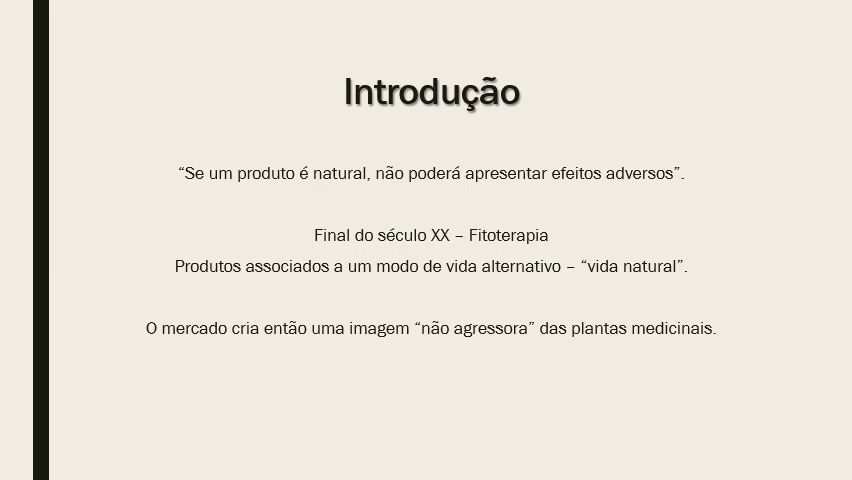 Introdução
“Se um produto é natural, não poderá apresentar efeitos adversos”.
Final do século XX – Fitoterapia
Produtos associados a um modo de vida alternativo – “vida natural”.
O mercado cria então uma imagem “não agressora” das plantas medicinais.